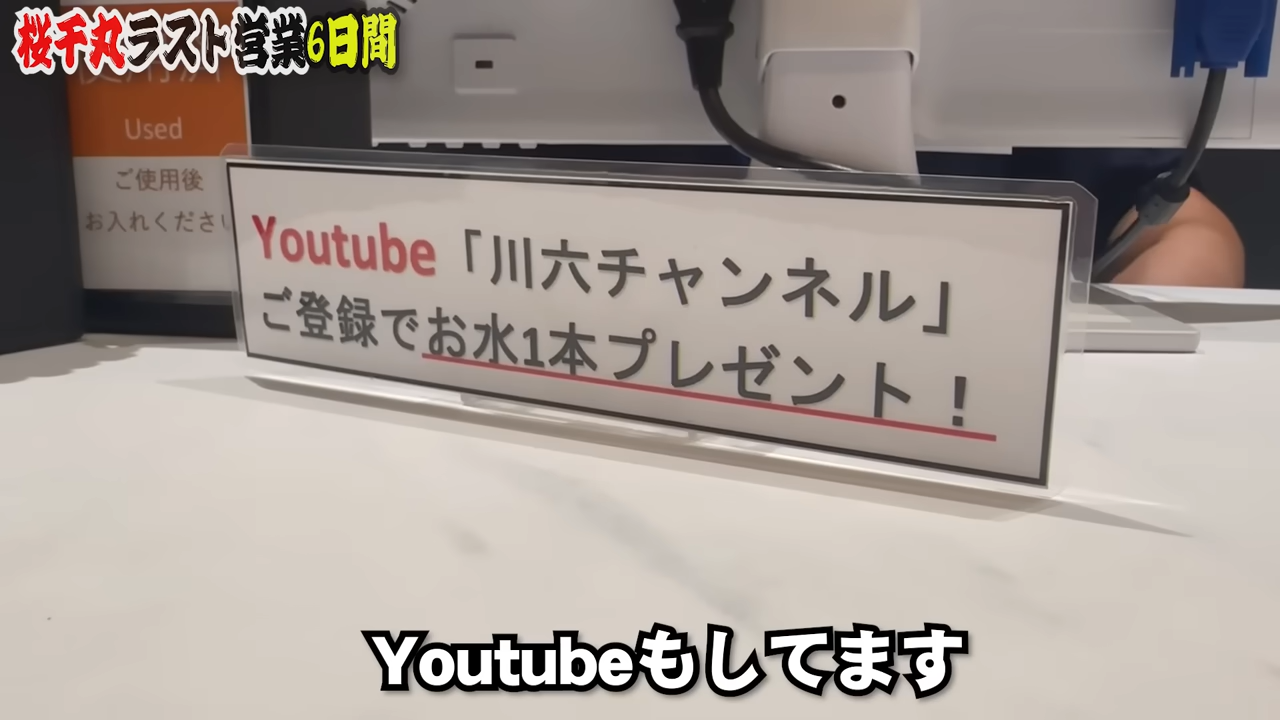 桜千丸ラスト営業6日間
Used
ご使用後
お入れくださ
Youtube「川六チャンネル」
ご登録でお水1本プレゼント!
Youtubeもしてます